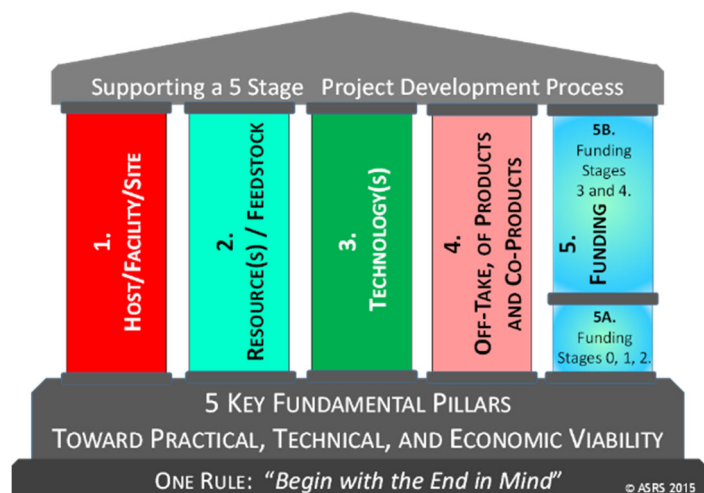 Supporting a 5 Stage Project Development Process
1.
HOST/FACILITY/SITE
2.
RESOURCE(S) / FEEDSTOCK
3.
TECHNOLOGY(S)
4.
OFF-TAKE, OF PRODUCTS
AND CO-PRODUCTS
5B.
Funding
Stages
3 and 4.
5.
FUNDING
5A.
Funding
Stages 0, 1, 2.
5 KEY FUNDAMENTAL PILLARS
TOWARD PRACTICAL, TECHNICAL, AND ECONOMIC VIABILITY
ONE RULE: “Begin with the End in Mind”
© ASRS 2015